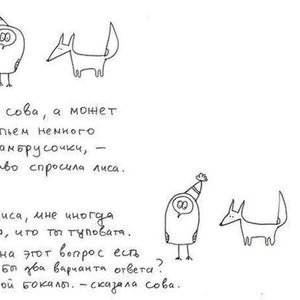 сова, а может
пьем немного
амбрусочки, –
во спросила лиса.
иса, мне иногда
о, что ты туповата.
на этот вопрос есть
бы два варианта ответа?
ой бокалы. – сказала сова.